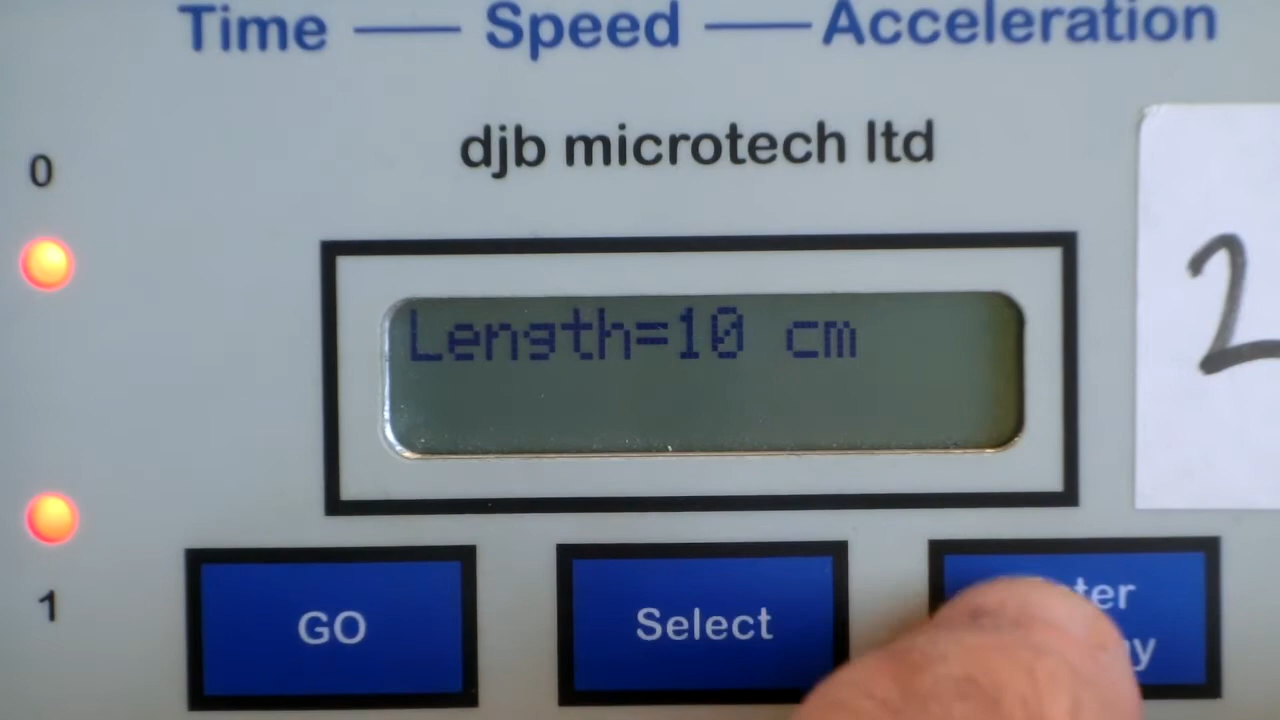 Time — Speed — Acceleration
djb microtech ltd
0
Length=10 cm
2
1
GO
Select